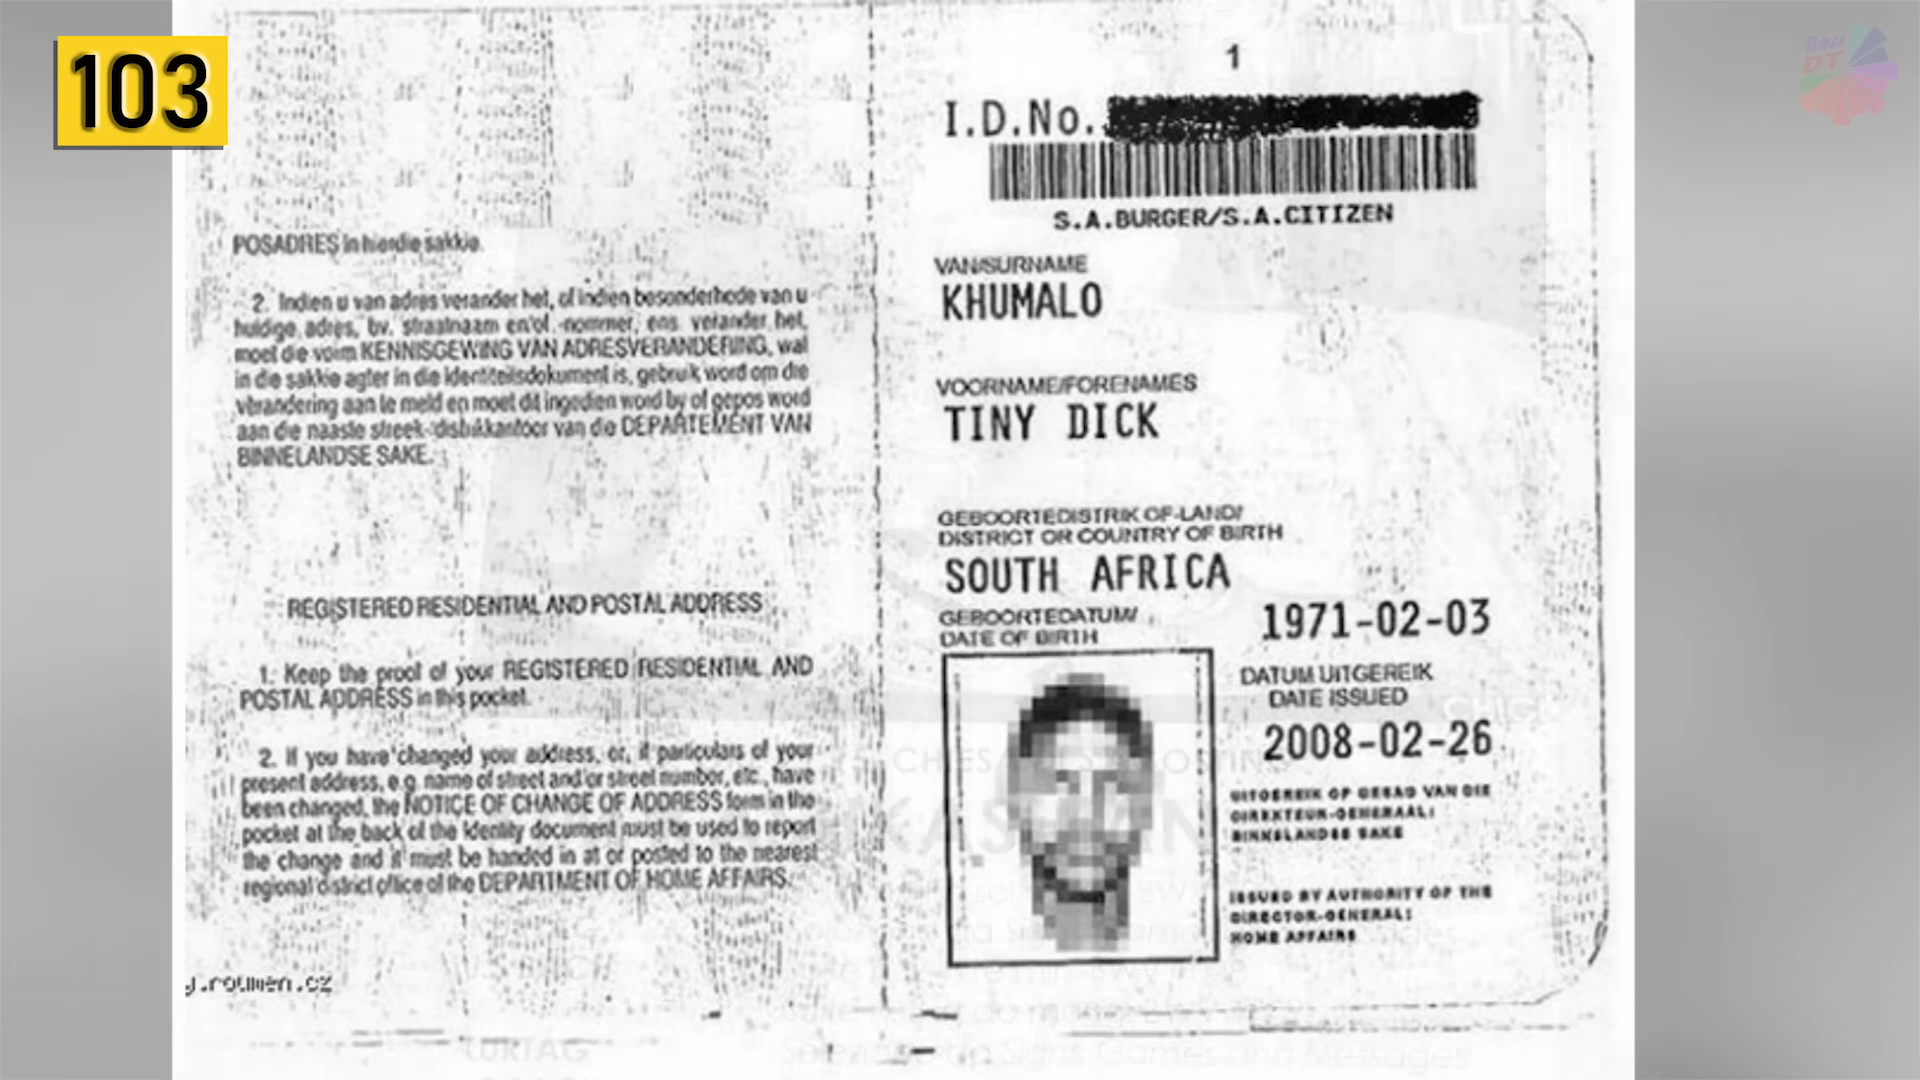 103
POSADRES in hierdie sakkie.
2. Indien u van adres verander het, of indien besonderhede van u
huidige adres, bv. straatnaam en/of -nommer, ens verander het,
moet die vorm KENNISGEWING VAN ADRESVERANDERING, wat
in die sakkie agter in die Identiteitsdokument is, gebruik word om die
verandering aan te meld en moet dit ingedien word by of gepos word
aan die naaste streek-/distrikkantoor van die DEPARTEMENT VAN
BINNELANDSE SAKE.
REGISTERED RESIDENTIAL AND POSTAL ADDRESS
1. Keep the proof of your REGISTERED RESIDENTIAL AND
POSTAL ADDRESS in this pocket.
2. If you have changed your address, or, if particulars of your
present address, e.g. name of street and/or street number, etc., have
been changed, the NOTICE OF CHANGE OF ADDRESS form in the
pocket at the back of the Identity document must be used to report
the change and it must be handed in at or posted to the nearest
regional/district office of the DEPARTMENT OF HOME AFFAIRS.
.roumen.cz
1
I.D.No.
S.A.BURGER/S.A.CITIZEN
VAN/SURNAME
KHUMALO
VOORNAME/FORENAMES
TINY DICK
GEBOORTEDISTRIK OF-LAND/
DISTRICT OR COUNTRY OF BIRTH
SOUTH AFRICA
GEBOORTEDATUM/
DATE OF BIRTH
1971-02-03
DATUM UITGEREIK
DATE ISSUED
2008-02-26
UITGEREIK OP GESAG VAN DIE
DIREKTEUR-GENERAAL:
BINNELANDSE SAKE
ISSUED BY AUTHORITY OF THE
DIRECTOR-GENERAL:
HOME AFFAIRS